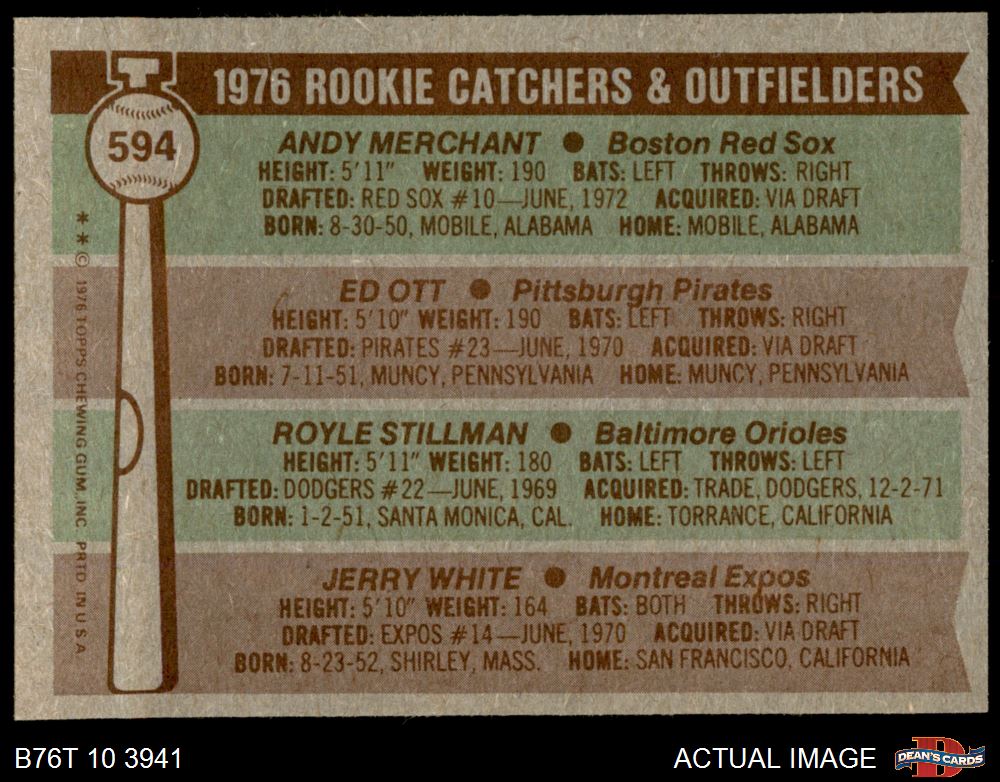 1976 ROOKIE CATCHERS & OUTFIELDERS
594
ANDY MERCHANT ● Boston Red Sox
HEIGHT: 5'11" WEIGHT: 190 BATS: LEFT THROWS: RIGHT
DRAFTED: RED SOX #10—JUNE, 1972 ACQUIRED: VIA DRAFT
BORN: 8-30-50, MOBILE, ALABAMA HOME: MOBILE, ALABAMA
ED OTT ● Pittsburgh Pirates
HEIGHT: 5'10" WEIGHT: 190 BATS: LEFT THROWS: RIGHT
DRAFTED: PIRATES #23—JUNE, 1970 ACQUIRED: VIA DRAFT
BORN: 7-11-51, MUNCY, PENNSYLVANIA HOME: MUNCY, PENNSYLVANIA
ROYLE STILLMAN ● Baltimore Orioles
HEIGHT: 5'11" WEIGHT: 180 BATS: LEFT THROWS: LEFT
DRAFTED: DODGERS #22—JUNE, 1969 ACQUIRED: TRADE, DODGERS, 12-2-71
BORN: 1-2-51, SANTA MONICA, CAL. HOME: TORRANCE, CALIFORNIA
JERRY WHITE ● Montreal Expos
HEIGHT: 5'10" WEIGHT: 164 BATS: BOTH THROWS: RIGHT
DRAFTED: EXPOS #14—JUNE, 1970 ACQUIRED: VIA DRAFT
BORN: 8-23-52, SHIRLEY, MASS. HOME: SAN FRANCISCO, CALIFORNIA
**© 1976 TOPPS CHEWING GUM, INC. PRTD. IN U.S.A.
B76T 10 3941
ACTUAL IMAGE
D
DEAN'S CARDS